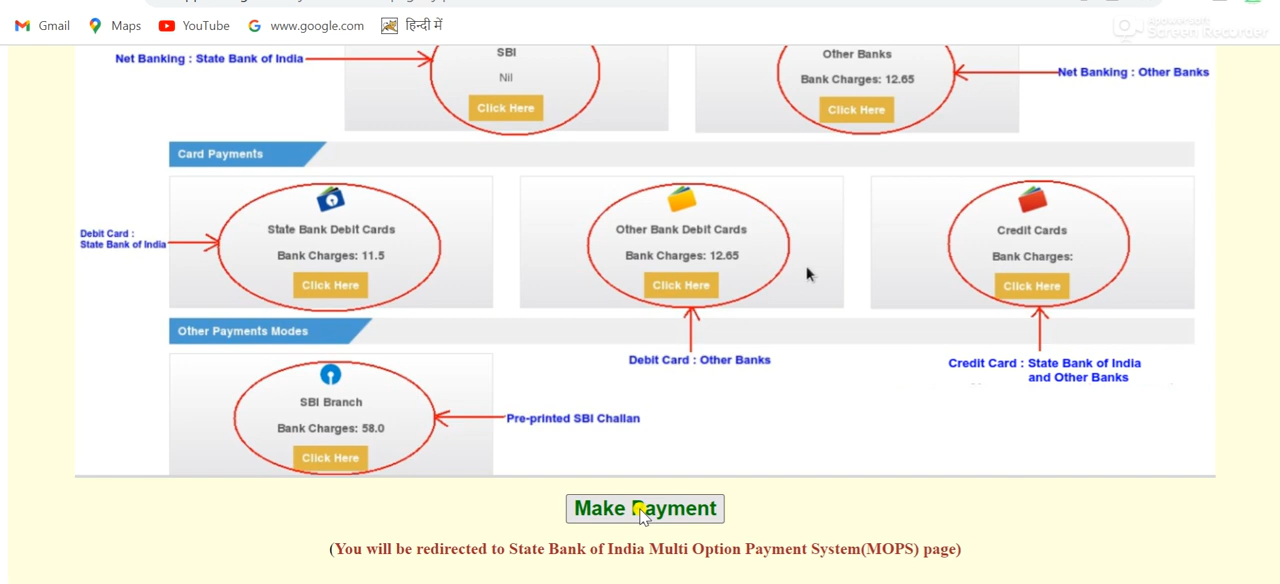 Gmail Maps YouTube www.google.com हिन्दी में
Apowersoft
Screen Recorder
SBI
Nil
Click Here
Net Banking : State Bank of India
Other Banks
Bank Charges: 12.65
Click Here
Net Banking : Other Banks
Card Payments
Debit Card :
State Bank of India
State Bank Debit Cards
Bank Charges: 11.5
Click Here
Other Bank Debit Cards
Bank Charges: 12.65
Click Here
Credit Cards
Bank Charges:
Click Here
Debit Card : Other Banks
Credit Card : State Bank of India
and Other Banks
Other Payments Modes
SBI Branch
Bank Charges: 58.0
Click Here
Pre-printed SBI Challan
Make Payment
(You will be redirected to State Bank of India Multi Option Payment System(MOPS) page)